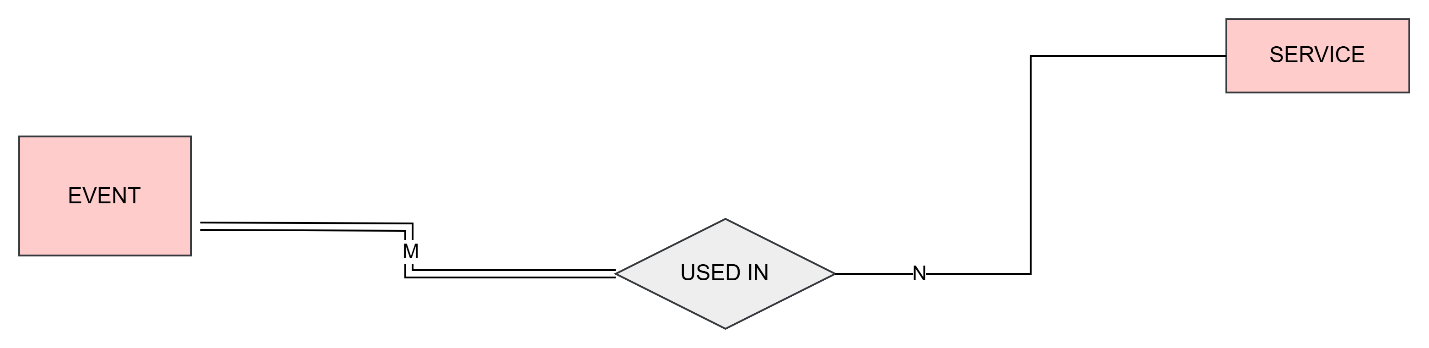 SERVICE
EVENT
M
USED IN
N